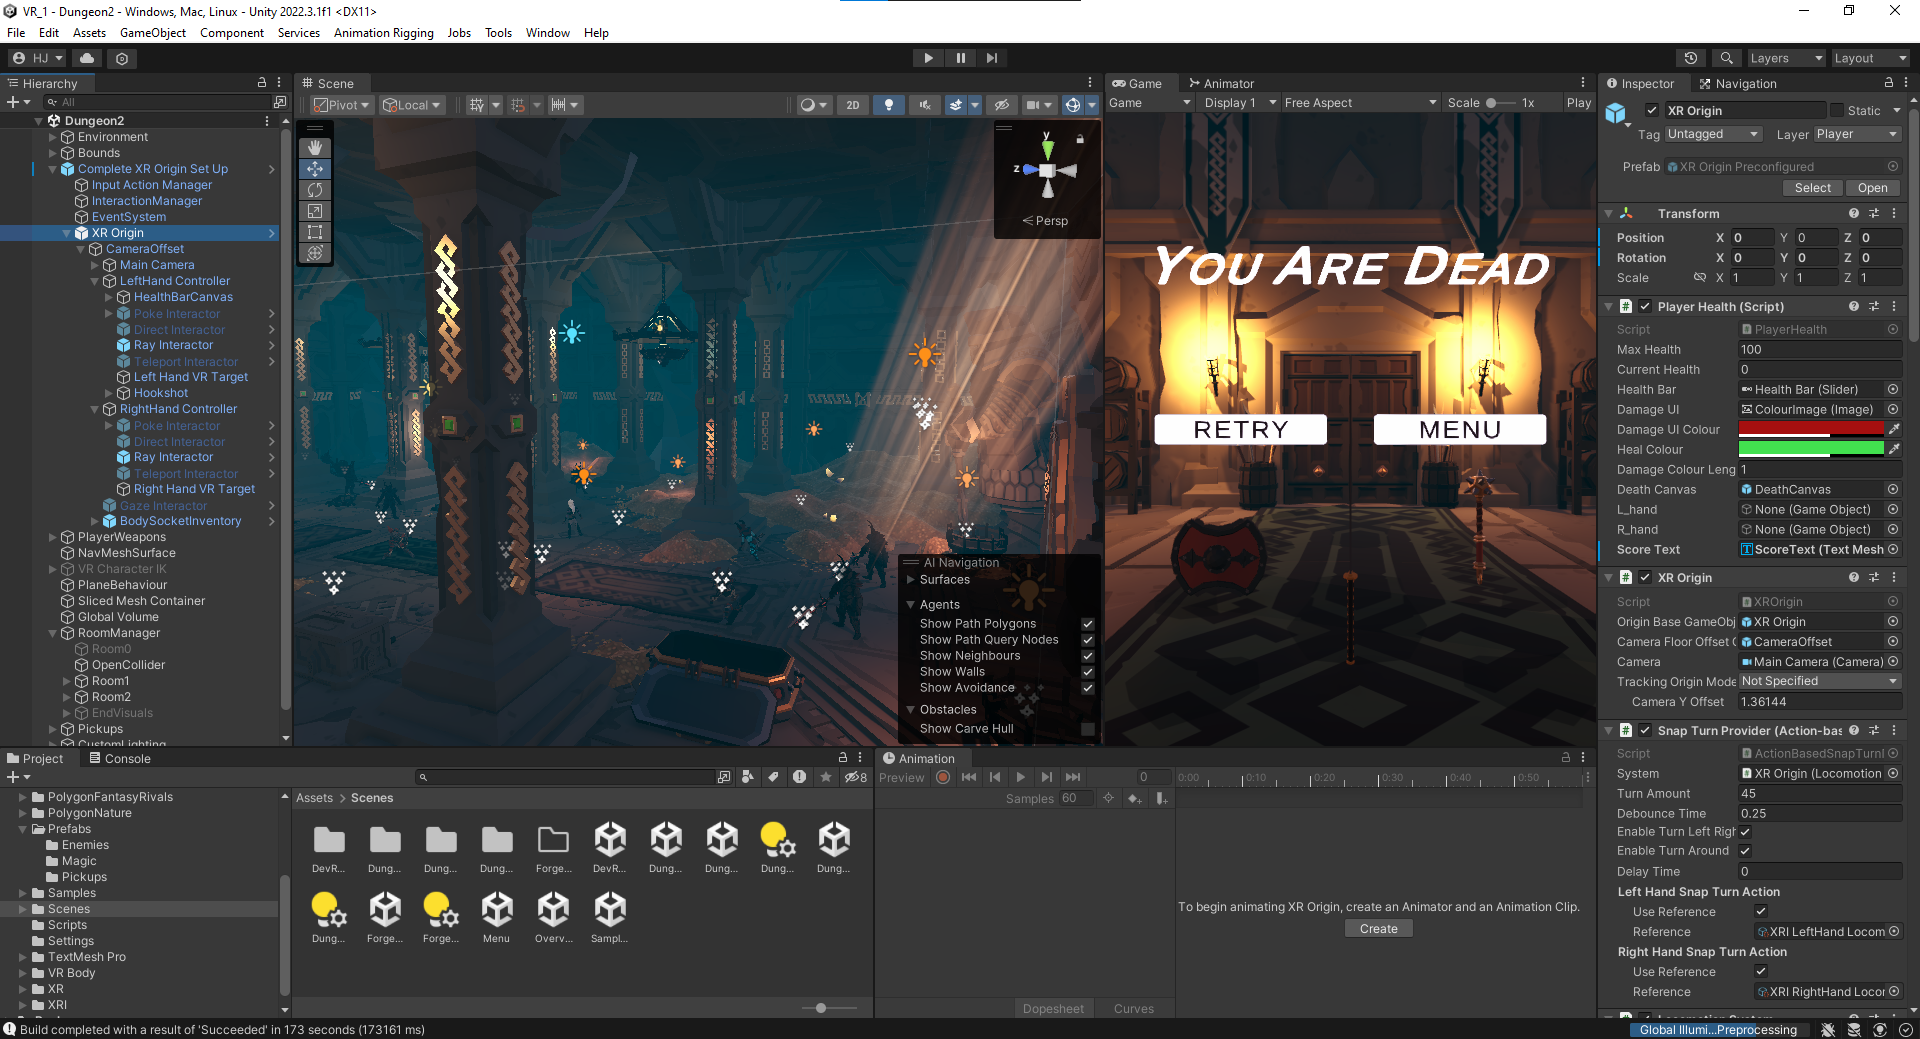 VR_1 - Dungeon2 - Windows, Mac, Linux - Unity 2022.3.1f1 <DX11>
File Edit Assets GameObject Component Services Animation Rigging Jobs Tools Window Help
HJ
Layers
Layout
Hierarchy
All
Dungeon2
Environment
Bounds
Complete XR Origin Set Up
Input Action Manager
InteractionManager
EventSystem
XR Origin
CameraOffset
Main Camera
LeftHand Controller
HealthBarCanvas
Poke Interactor
Direct Interactor
Ray Interactor
Teleport Interactor
Left Hand VR Target
Hookshot
RightHand Controller
Poke Interactor
Direct Interactor
Ray Interactor
Teleport Interactor
Right Hand VR Target
Gaze Interactor
BodySocketInventory
PlayerWeapons
NavMeshSurface
VR Character IK
PlaneBehaviour
Sliced Mesh Container
Global Volume
RoomManager
Room0
OpenCollider
Room1
Room2
EndVisuals
Pickups
CustomLighting
Scene
Pivot Local 2D
y
z
Persp
AI Navigation
Surfaces
Agents
Show Path Polygons
Show Path Query Nodes
Show Neighbours
Show Walls
Show Avoidance
Obstacles
Show Carve Hull
Game Animator
Game Display 1 Free Aspect Scale 1x Play
YOU ARE DEAD
RETRY MENU
Inspector Navigation
XR Origin Static
Tag Untagged Layer Player
Prefab XR Origin Preconfigured
Select Open
Transform
Position X 0 Y 0 Z 0
Rotation X 0 Y 0 Z 0
Scale X 1 Y 1 Z 1
Player Health (Script)
Script PlayerHealth
Max Health 100
Current Health 0
Health Bar Health Bar (Slider)
Damage UI ColourImage (Image)
Damage UI Colour
Heal Colour
Damage Colour Leng 1
Death Canvas DeathCanvas
L_hand None (Game Object)
R_hand None (Game Object)
Score Text ScoreText (Text Mesh
XR Origin
Script XROrigin
Origin Base GameObj XR Origin
Camera Floor Offset CameraOffset
Camera Main Camera (Camera)
Tracking Origin Mode Not Specified
Camera Y Offset 1.36144
Snap Turn Provider (Action-bas
Script ActionBasedSnapTurnI
System XR Origin (Locomotion
Turn Amount 45
Debounce Time 0.25
Enable Turn Left Righ
Enable Turn Around
Delay Time 0
Left Hand Snap Turn Action
Use Reference
Reference XRI LeftHand Locom
Right Hand Snap Turn Action
Use Reference
Reference XRI RightHand Locor
Project Console
8
PolygonFantasyRivals
PolygonNature
Prefabs
Enemies
Magic
Pickups
Samples
Scenes
Scripts
Settings
TextMesh Pro
VR Body
XR
XRI
Assets > Scenes
DevR... Dung... Dung... Dung... Forge... DevR... Dung... Dung... Dung... Dung...
Dung... Forge... Forge... Menu Overv... Sampl...
Animation
Preview 0
0:00 0:10 0:20 0:30 0:40 0:50
Samples 60
To begin animating XR Origin, create an Animator and an Animation Clip.
Create
Dopesheet Curves
Build completed with a result of 'Succeeded' in 173 seconds (173161 ms)
Global Illumi...Preprocessing